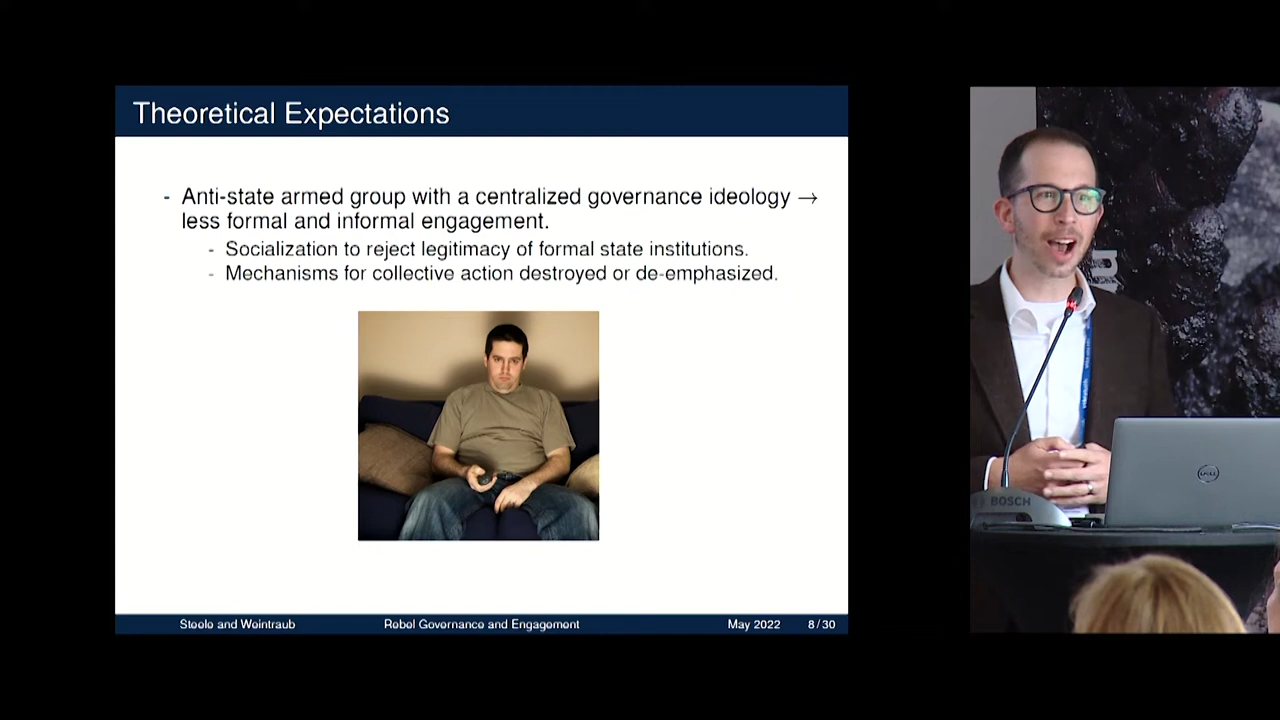 Theoretical Expectations
- Anti-state armed group with a centralized governance ideology →
less formal and informal engagement.
- Socialization to reject legitimacy of formal state institutions.
- Mechanisms for collective action destroyed or de-emphasized.
Steele and Weintraub
Rebel Governance and Engagement
May 2022
8 / 30
BOSCH
DELL